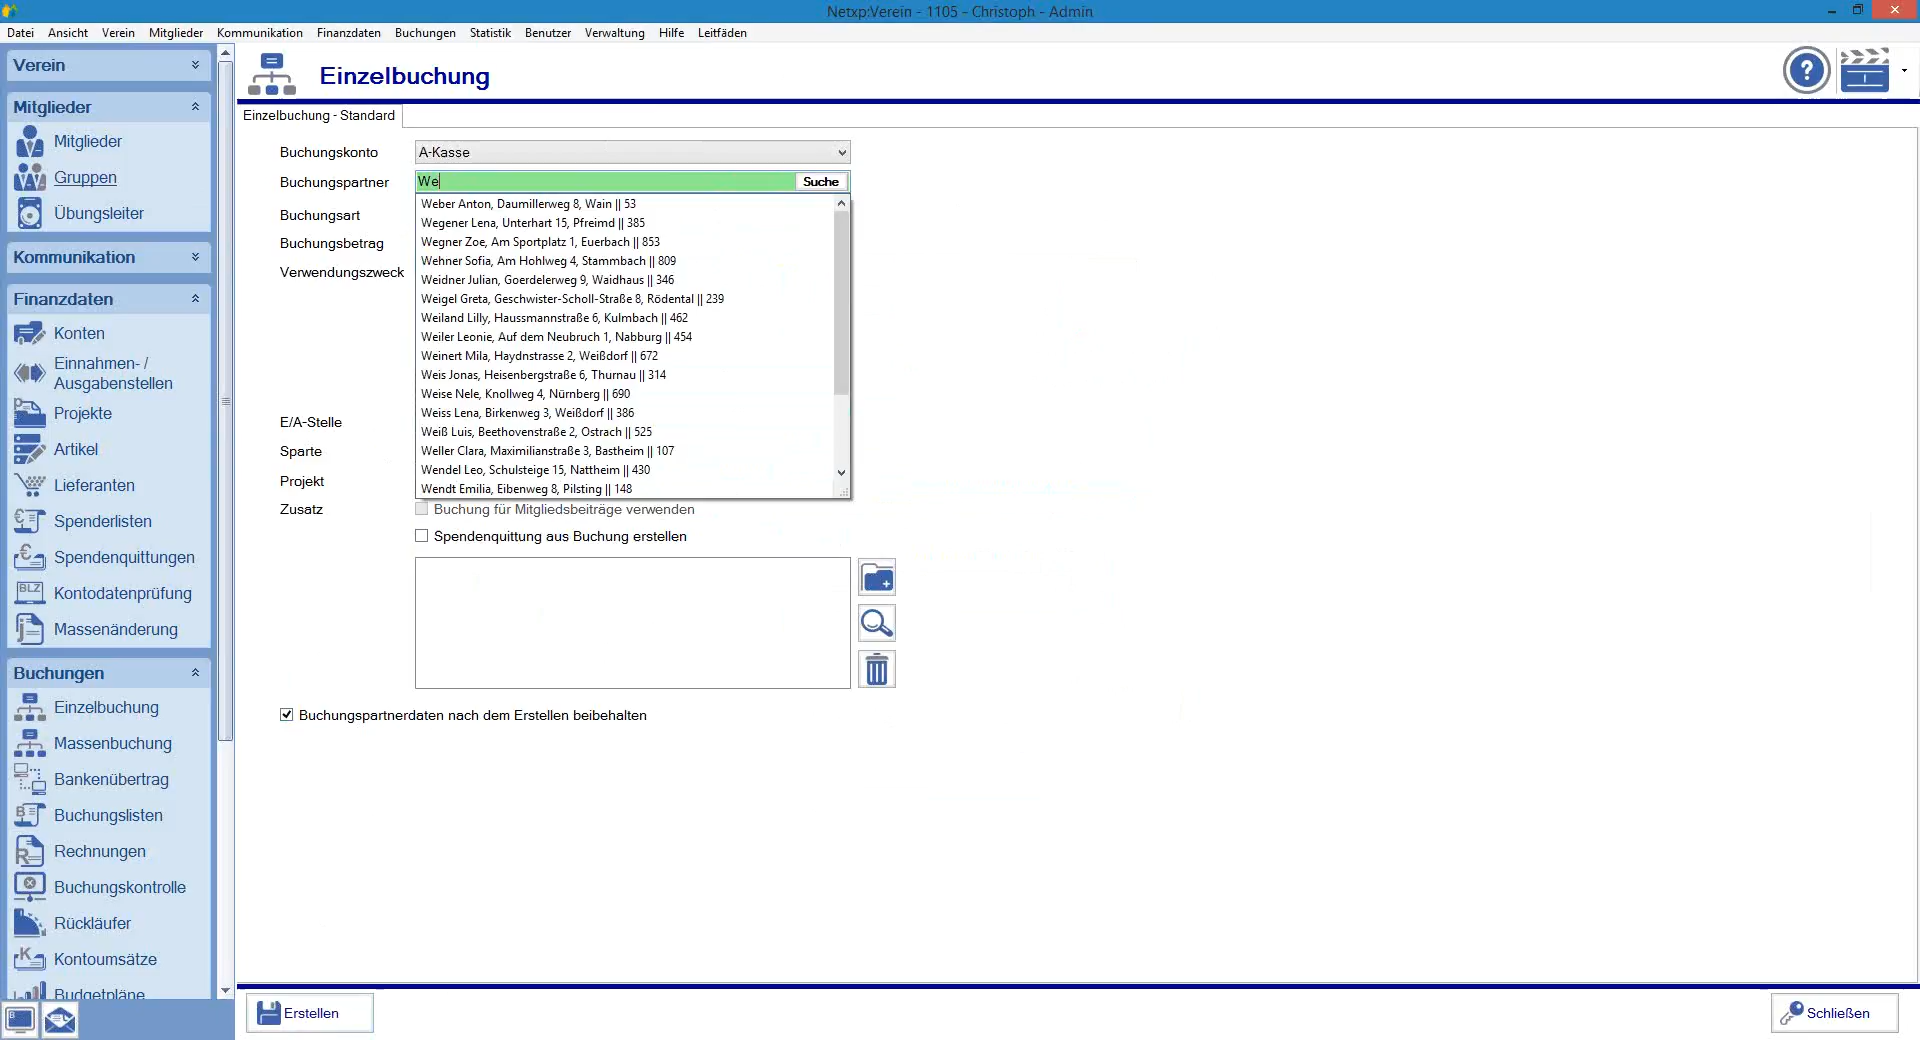 Netxp:Verein - 1105 - Christoph - Admin
Datei Ansicht Verein Mitglieder Kommunikation Finanzdaten Buchungen Statistik Benutzer Verwaltung Hilfe Leitfäden
Verein
Mitglieder
Mitglieder
Gruppen
Übungsleiter
Kommunikation
Finanzdaten
Konten
Einnahmen- /
Ausgabenstellen
Projekte
Artikel
Lieferanten
Spenderlisten
Spendenquittungen
BLZ
Kontodatenprüfung
Massenänderung
Buchungen
Einzelbuchung
Massenbuchung
Bankenübertrag
Buchungslisten
Rechnungen
Buchungskontrolle
Rückläufer
Kontoumsätze
Budgetpläne
Einzelbuchung
Einzelbuchung - Standard
Buchungskonto A-Kasse
Buchungspartner We Suche
Weber Anton, Daumillerweg 8, Wain || 53
Wegener Lena, Unterhart 15, Pfreimd || 385
Wegner Zoe, Am Sportplatz 1, Euerbach || 853
Wehner Sofia, Am Hohlweg 4, Stammbach || 809
Weidner Julian, Goerdelerweg 9, Waidhaus || 346
Weigel Greta, Geschwister-Scholl-Straße 8, Rödental || 239
Weiland Lilly, Haussmannstraße 6, Kulmbach || 462
Weiler Leonie, Auf dem Neubruch 1, Nabburg || 454
Weinert Mila, Haydnstrasse 2, Weißdorf || 672
Weis Jonas, Heisenbergstraße 6, Thurnau || 314
Weise Nele, Knollweg 4, Nürnberg || 690
Weiss Lena, Birkenweg 3, Weißdorf || 386
Weiß Luis, Beethovenstraße 2, Ostrach || 525
Weller Clara, Maximilianstraße 3, Bastheim || 107
Wendel Leo, Schulsteige 15, Nattheim || 430
Wendt Emilia, Eibenweg 8, Pilsting || 148
Buchungsart
Buchungsbetrag
Verwendungszweck
E/A-Stelle
Sparte
Projekt
Zusatz Buchung für Mitgliedsbeiträge verwenden
Spendenquittung aus Buchung erstellen
Buchungspartnerdaten nach dem Erstellen beibehalten
Erstellen
Schließen